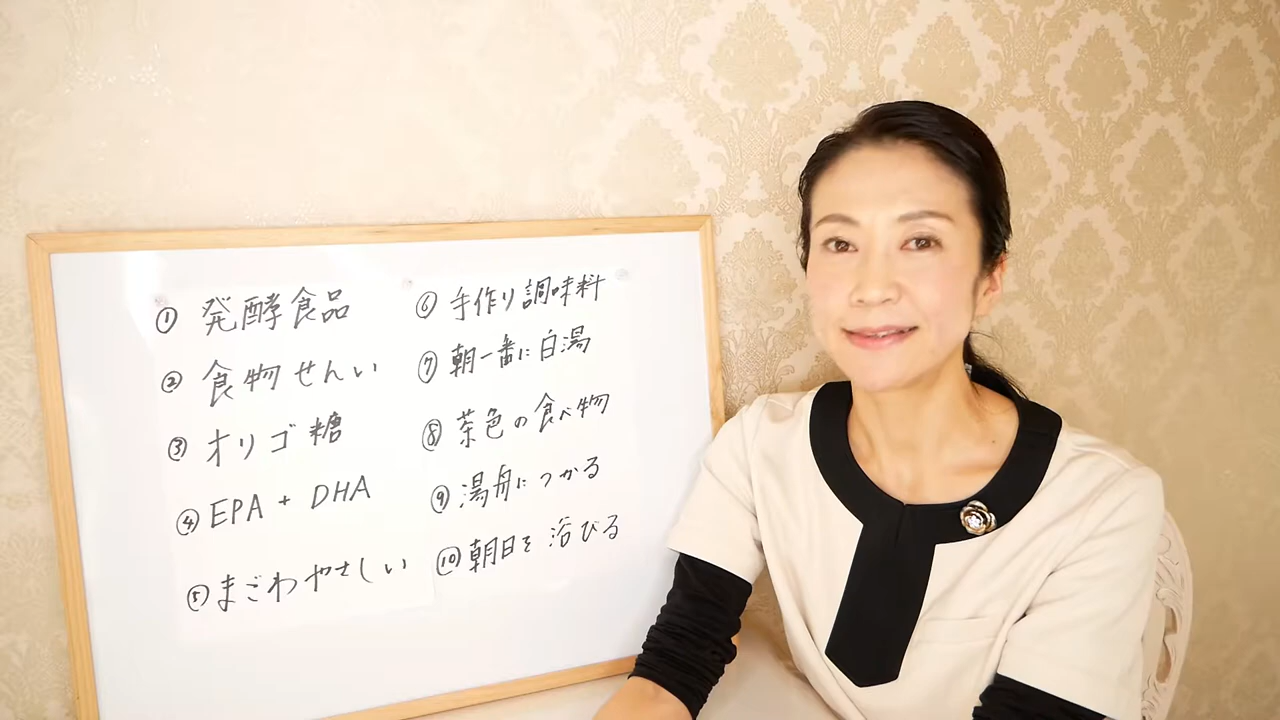 ① 発酵食品
② 食物せんい
③ オリゴ糖
④ EPA + DHA
⑤ まごわやさしい
⑥ 手作り調味料
⑦ 朝一番に白湯
⑧ 茶色の食べ物
⑨ 湯舟につかる
⑩ 朝日を浴びる